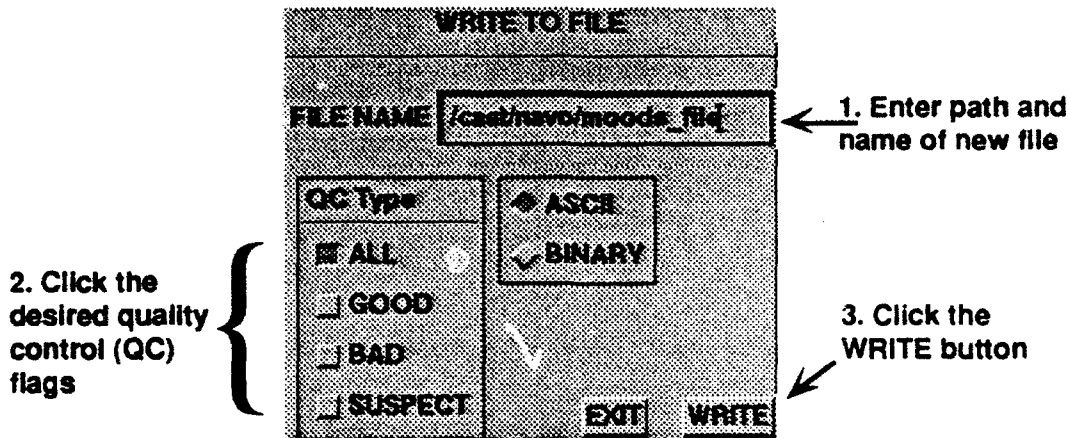 WRITE TO FILE
FILE NAME /cast/navo/moods_file
1. Enter path and
name of new file
QC Type
ALL
GOOD
BAD
SUSPECT
ASCII
BINARY
2. Click the
desired quality
control (QC)
flags
3. Click the
WRITE button
EXIT WRITE